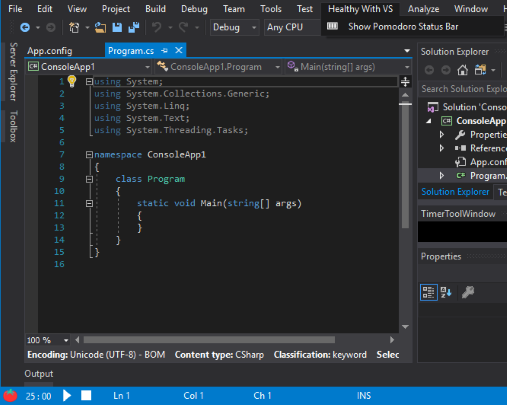 File Edit View Project Build Debug Team Tools Test Healthy With VS Analyze Window
Debug Any CPU Show Pomodoro Status Bar
Server Explorer
Toolbox
App.config Program.cs
ConsoleApp1 ConsoleApp1.Program Main(string[] args)
1 using System;
2 using System.Collections.Generic;
3 using System.Linq;
4 using System.Text;
5 using System.Threading.Tasks;
6
7 namespace ConsoleApp1
8 {
9 class Program
10 {
11 static void Main(string[] args)
12 {
13 }
14 }
15 }
16
100 %
Encoding: Unicode (UTF-8) - BOM Content type: CSharp Classification: keyword Selec
Output
Solution Explorer
Search Solution Explorer
Solution 'Conso
ConsoleApp
Properti
Referenc
App.conf
Program.
Solution Explorer Te
TimerToolWindow
Properties
25 : 00 Ln 1 Col 1 Ch 1 INS